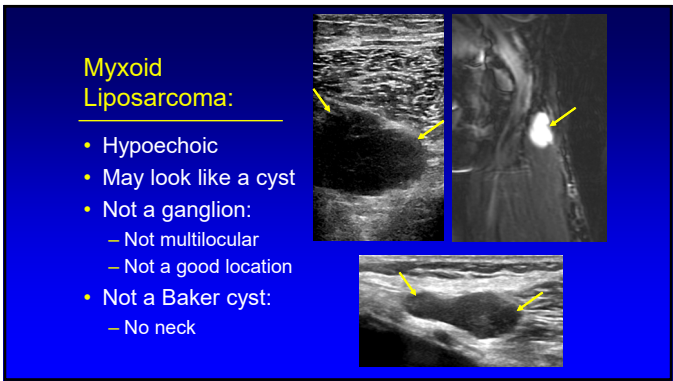 Myxoid
Liposarcoma:
• Hypoechoic
• May look like a cyst
• Not a ganglion:
– Not multilocular
– Not a good location
• Not a Baker cyst:
– No neck